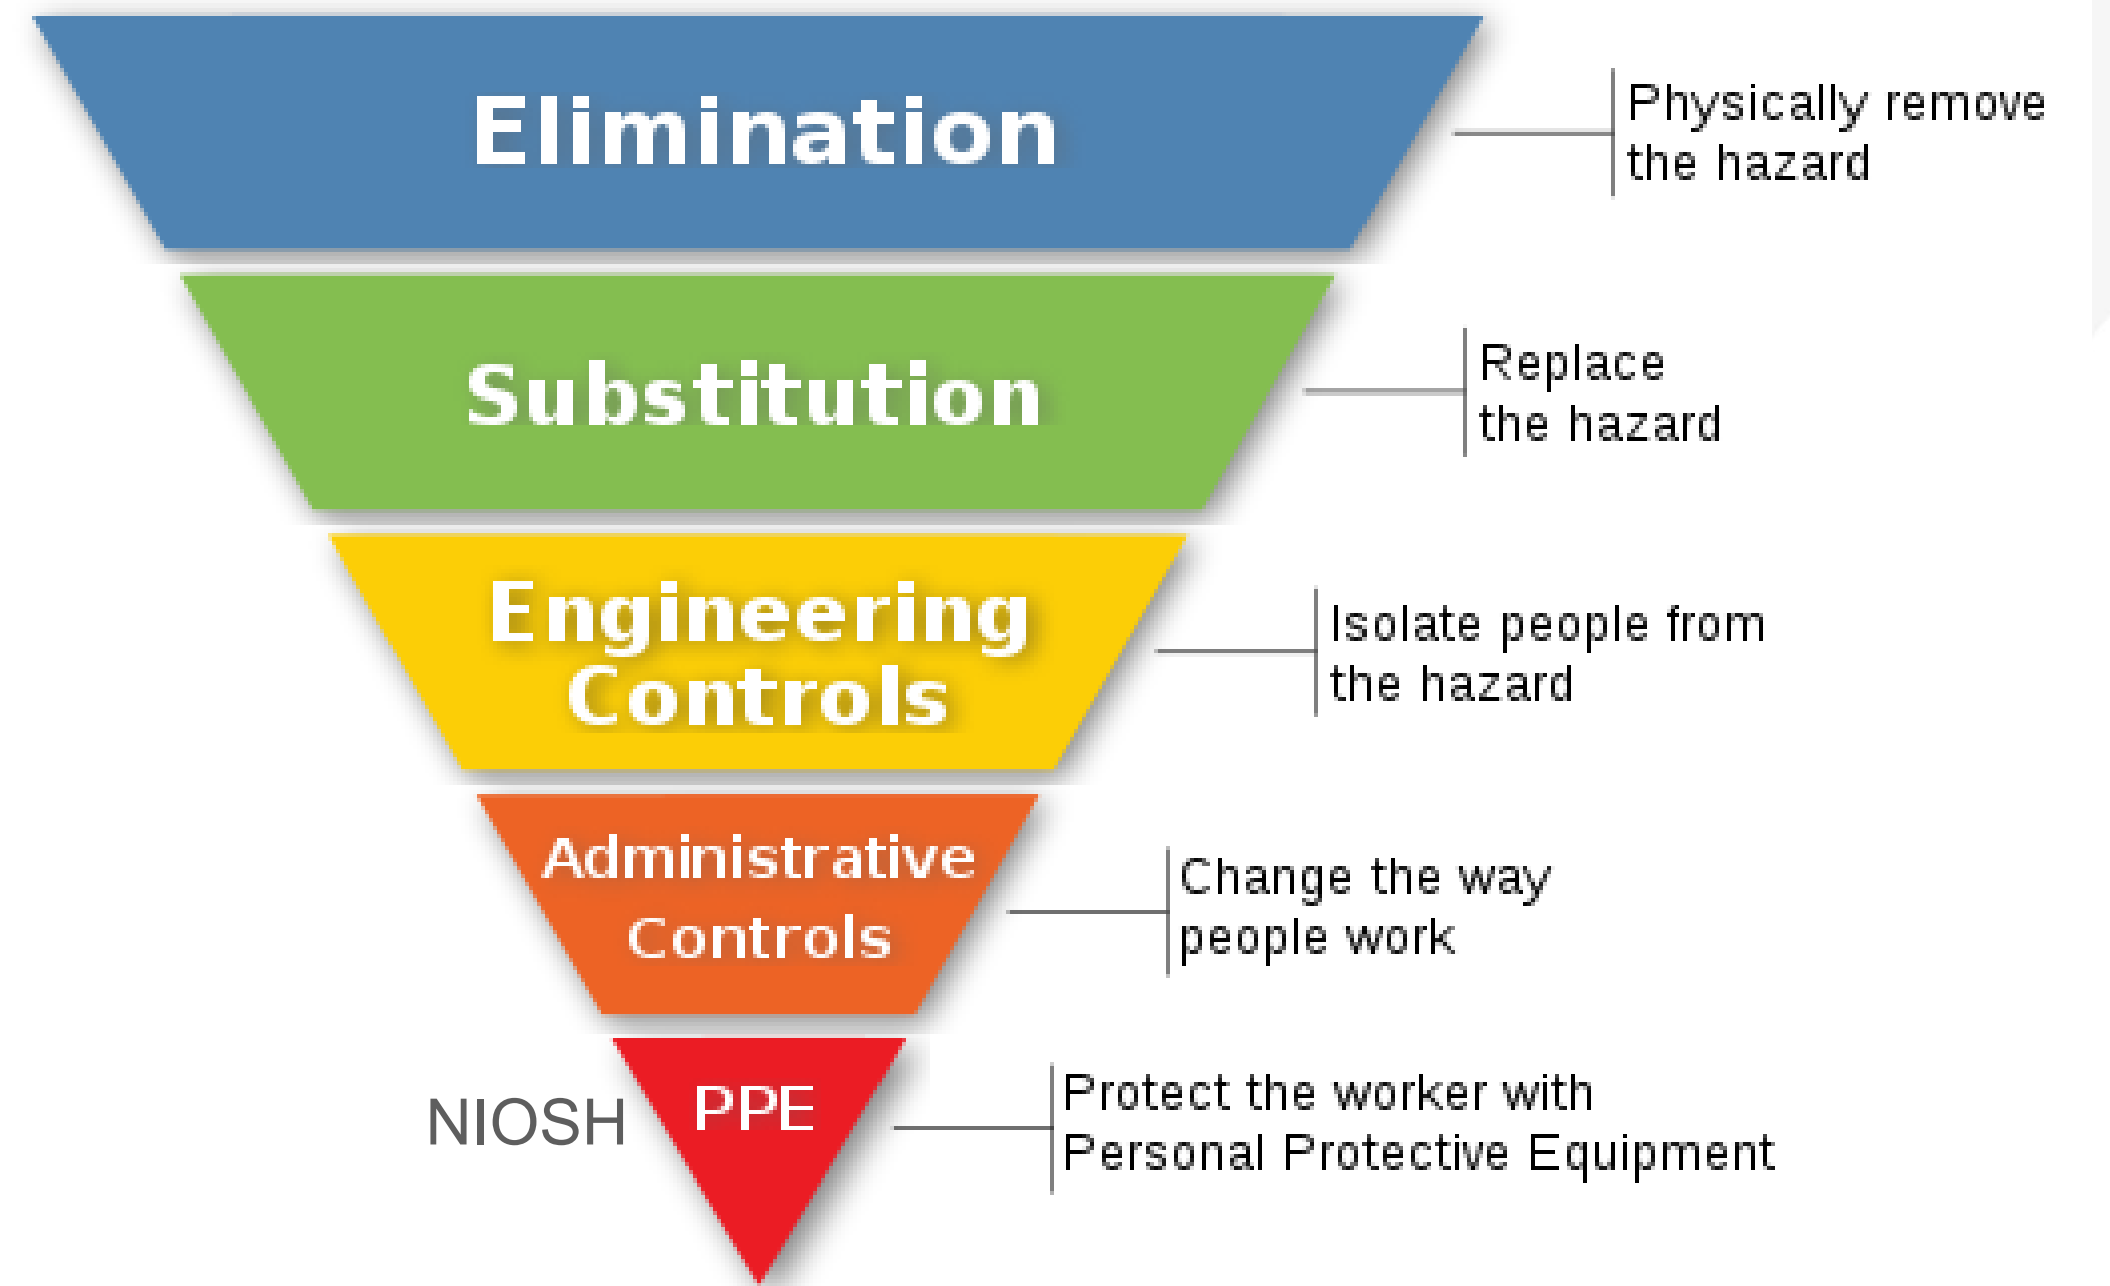 Elimination
Physically remove
the hazard
Substitution
Replace
the hazard
Engineering
Controls
Isolate people from
the hazard
Administrative
Controls
Change the way
people work
NIOSH
PPE
Protect the worker with
Personal Protective Equipment